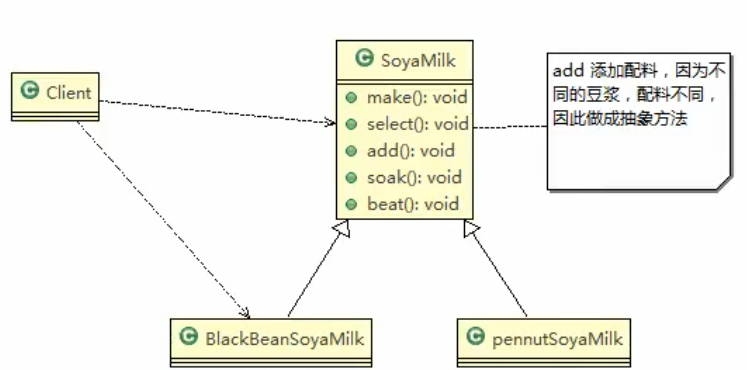 Client
SoyaMilk
make(): void
select(): void
add(): void
soak(): void
beat(): void
add 添加配料，因为不
同的豆浆，配料不同，
因此做成抽象方法
BlackBeanSoyaMilk
pennutSoyaMilk